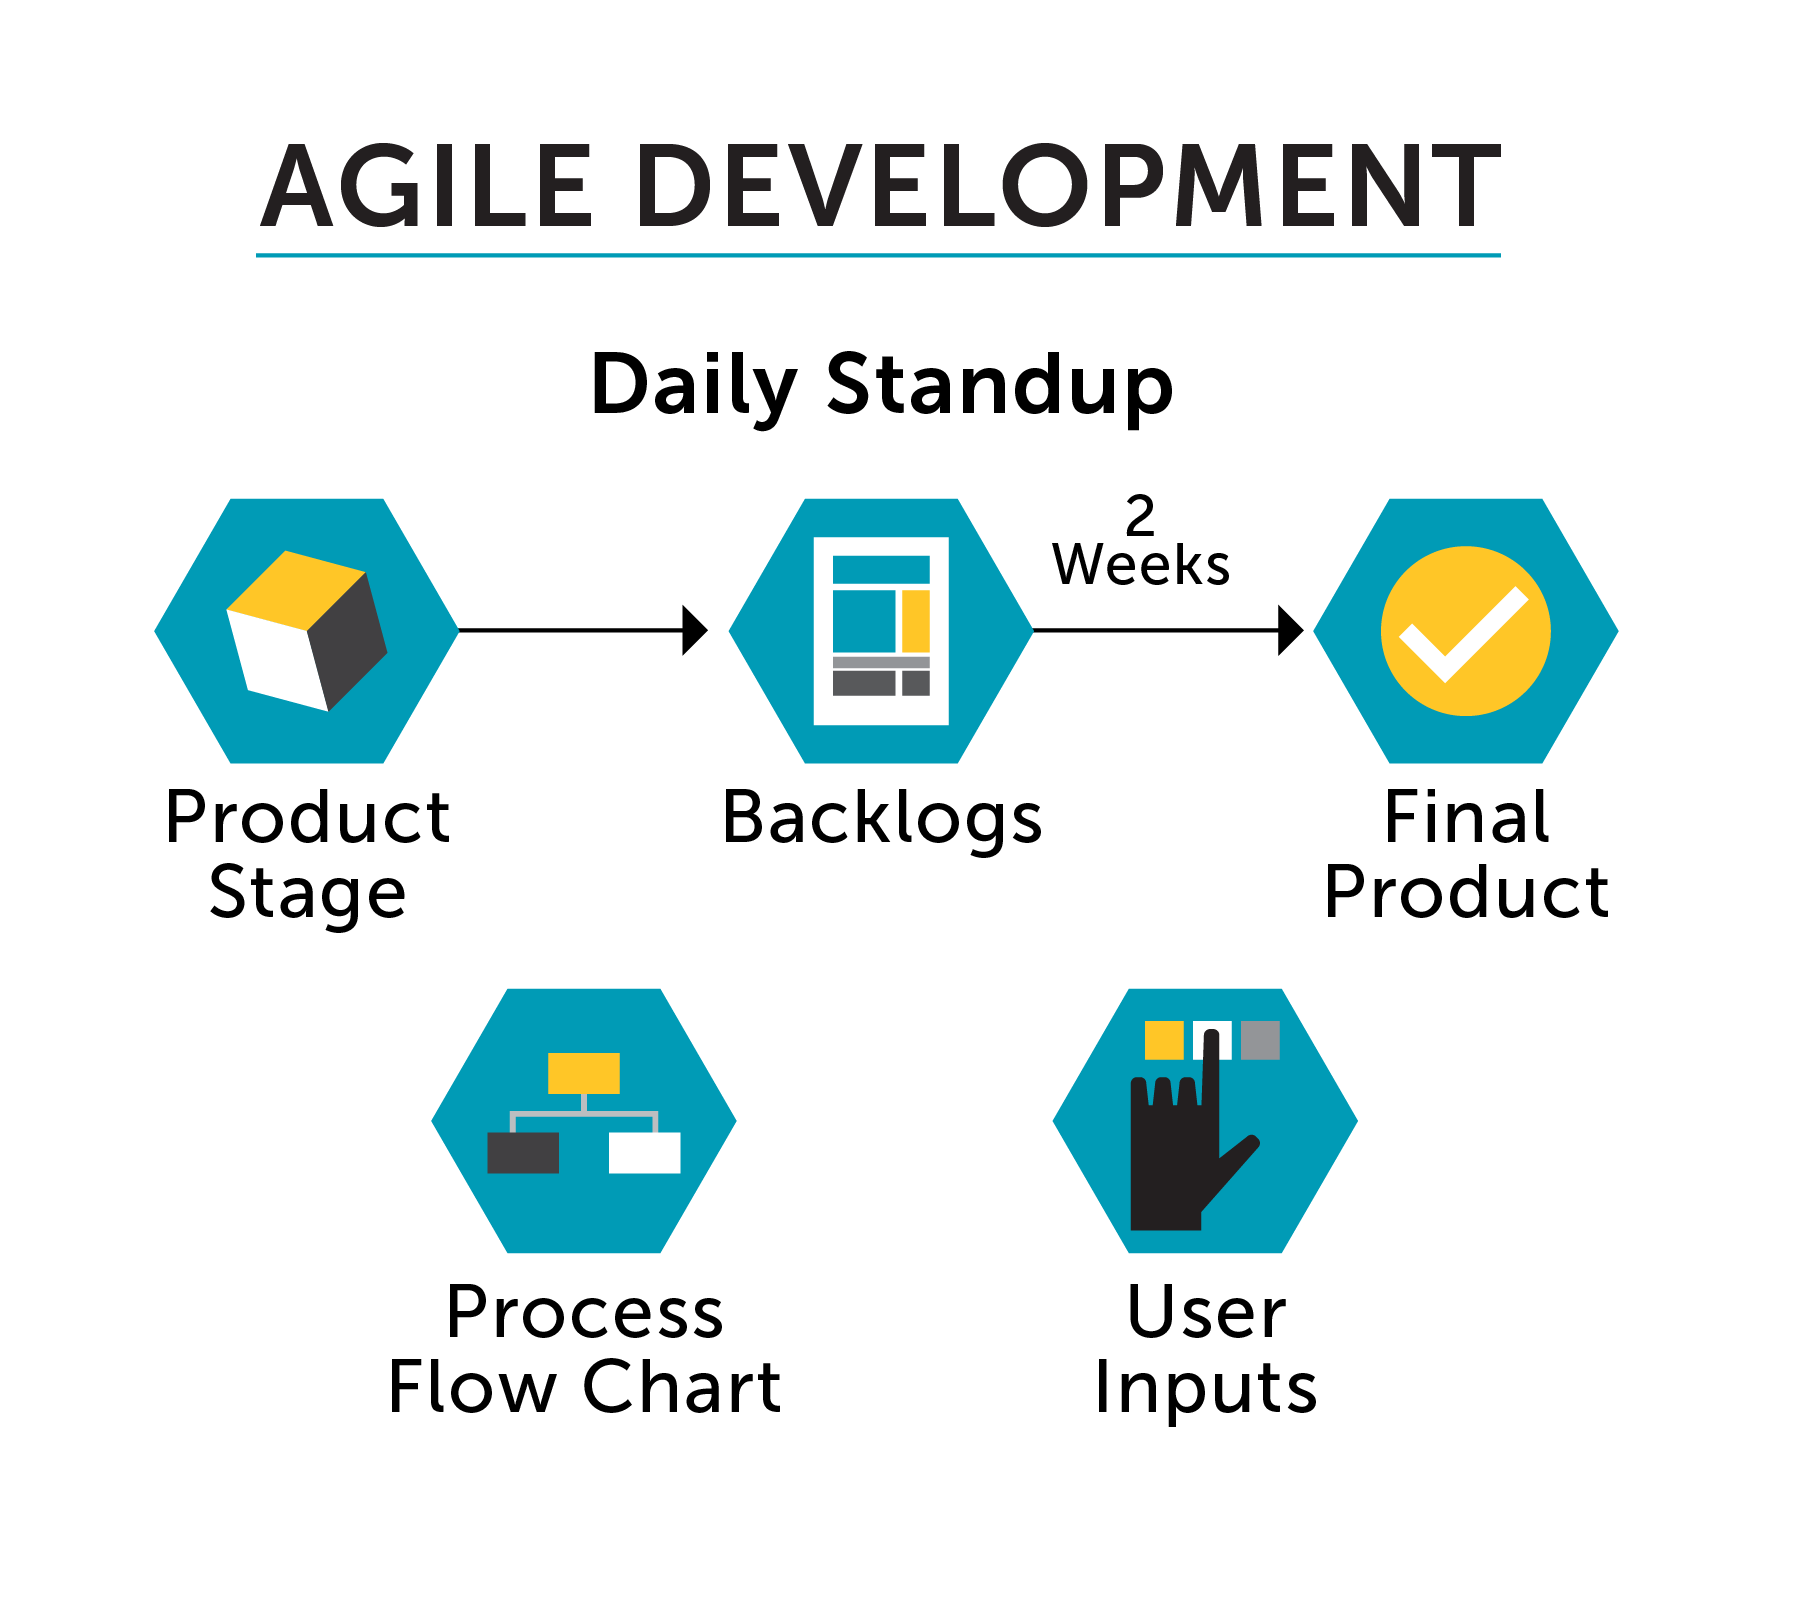 AGILE DEVELOPMENT
Daily Standup
2
Weeks
Product
Stage
Backlogs
Final
Product
Process
Flow Chart
User
Inputs